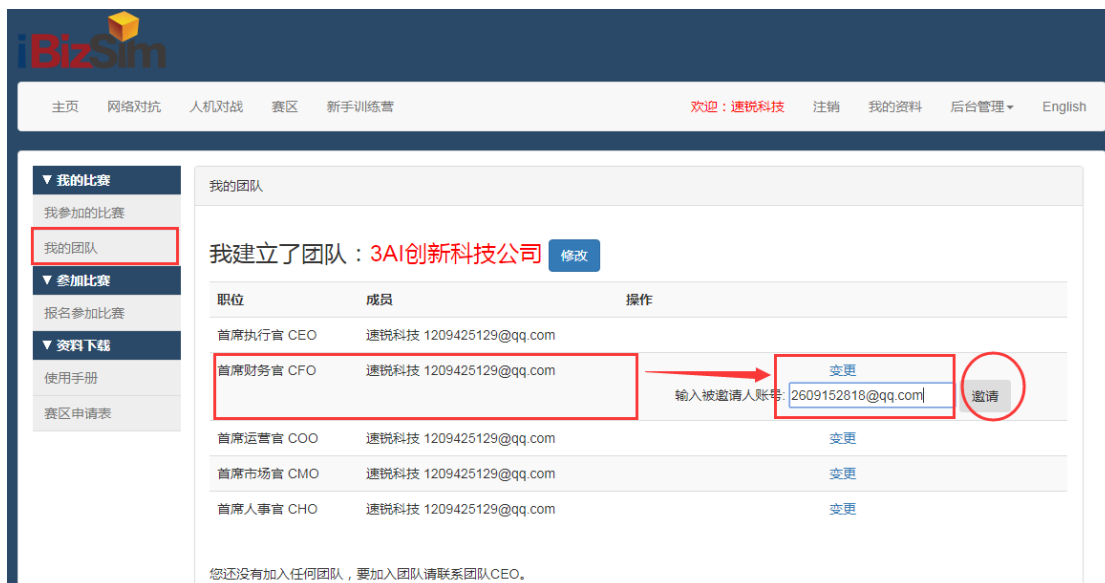 iBizSim
主页 网络对抗 人机对战 赛区 新手训练营 欢迎：速锐科技 注销 我的资料 后台管理 English
▼ 我的比赛
我参加的比赛
我的团队
▼ 参加比赛
报名参加比赛
▼ 资料下载
使用手册
赛区申请表
我的团队
我建立了团队：3AI创新科技公司 修改
职位 成员 操作
首席执行官 CEO 速锐科技 1209425129@qq.com
首席财务官 CFO 速锐科技 1209425129@qq.com 变更
输入被邀请人账号: 2609152818@qq.com 邀请
首席运营官 COO 速锐科技 1209425129@qq.com 变更
首席市场官 CMO 速锐科技 1209425129@qq.com 变更
首席人事官 CHO 速锐科技 1209425129@qq.com 变更
您还没有加入任何团队，要加入团队请联系团队CEO。